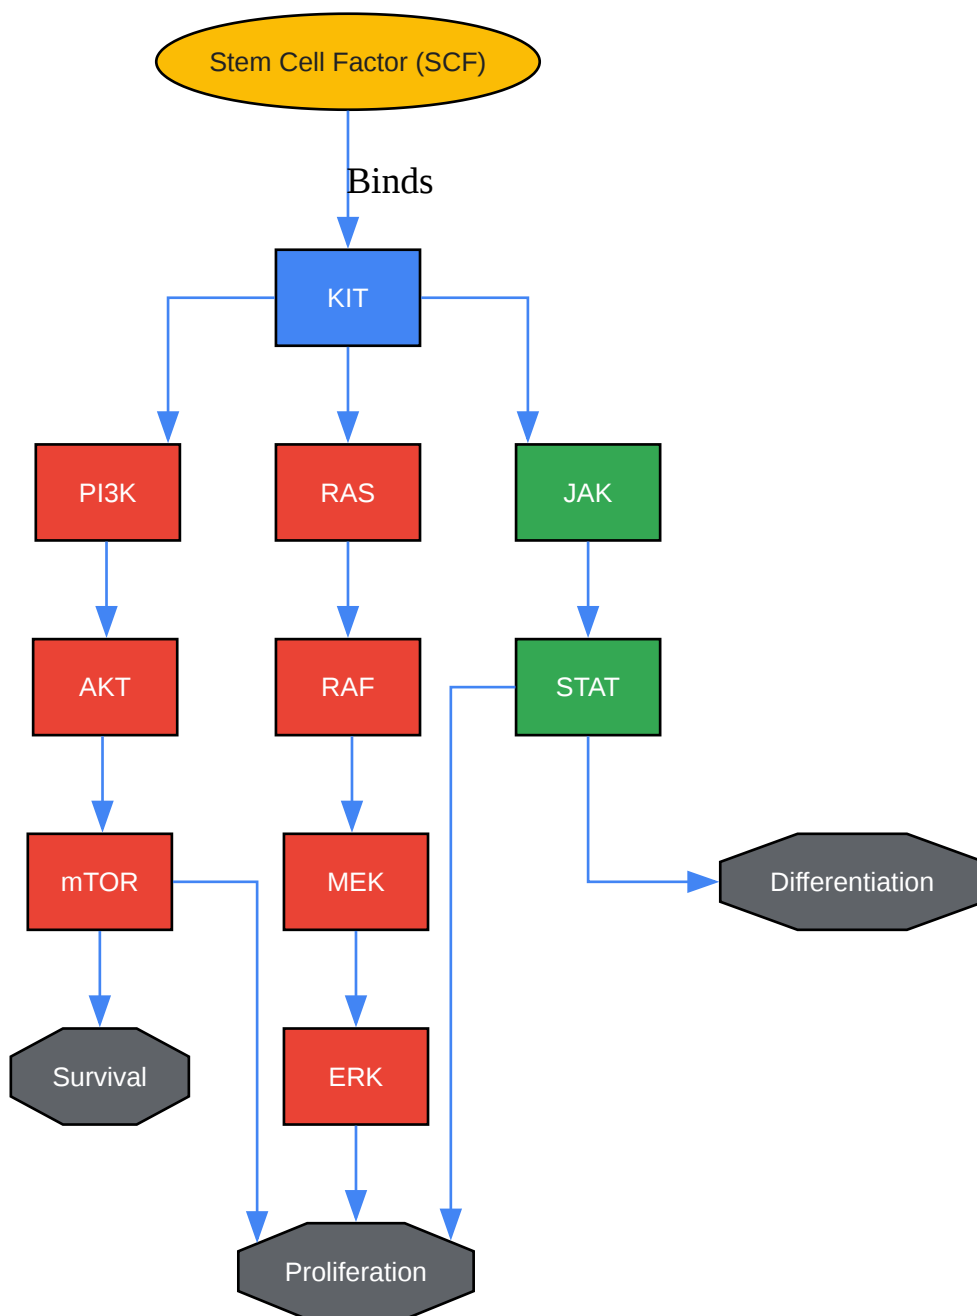 Stem Cell Factor (SCF)
Binds
KIT
PI3K
RAS
JAK
AKT
RAF
STAT
mTOR
MEK
Differentiation
Survival
ERK
Proliferation